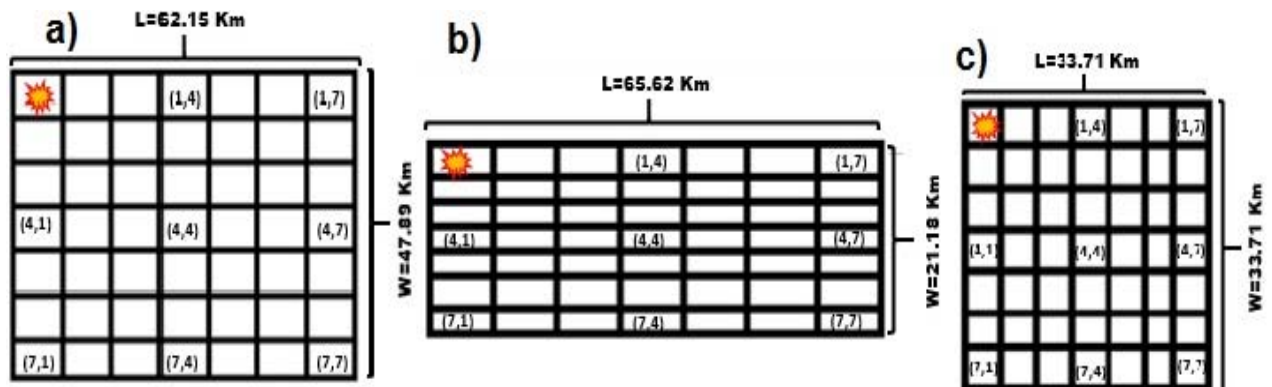 a)
L=62.15 Km
(1,4) (1,7)
(4,1) (4,4) (4,7)
(7,1) (7,4) (7,7)
W=47.89 Km
b)
L=65.62 Km
(1,4) (1,7)
(4,1) (4,4) (4,7)
(7,1) (7,4) (7,7)
W=21.18 Km
c)
L=33.71 Km
(1,4) (1,7)
(4,4) (4,7)
(7,1) (7,4) (7,7)
W=33.71 Km